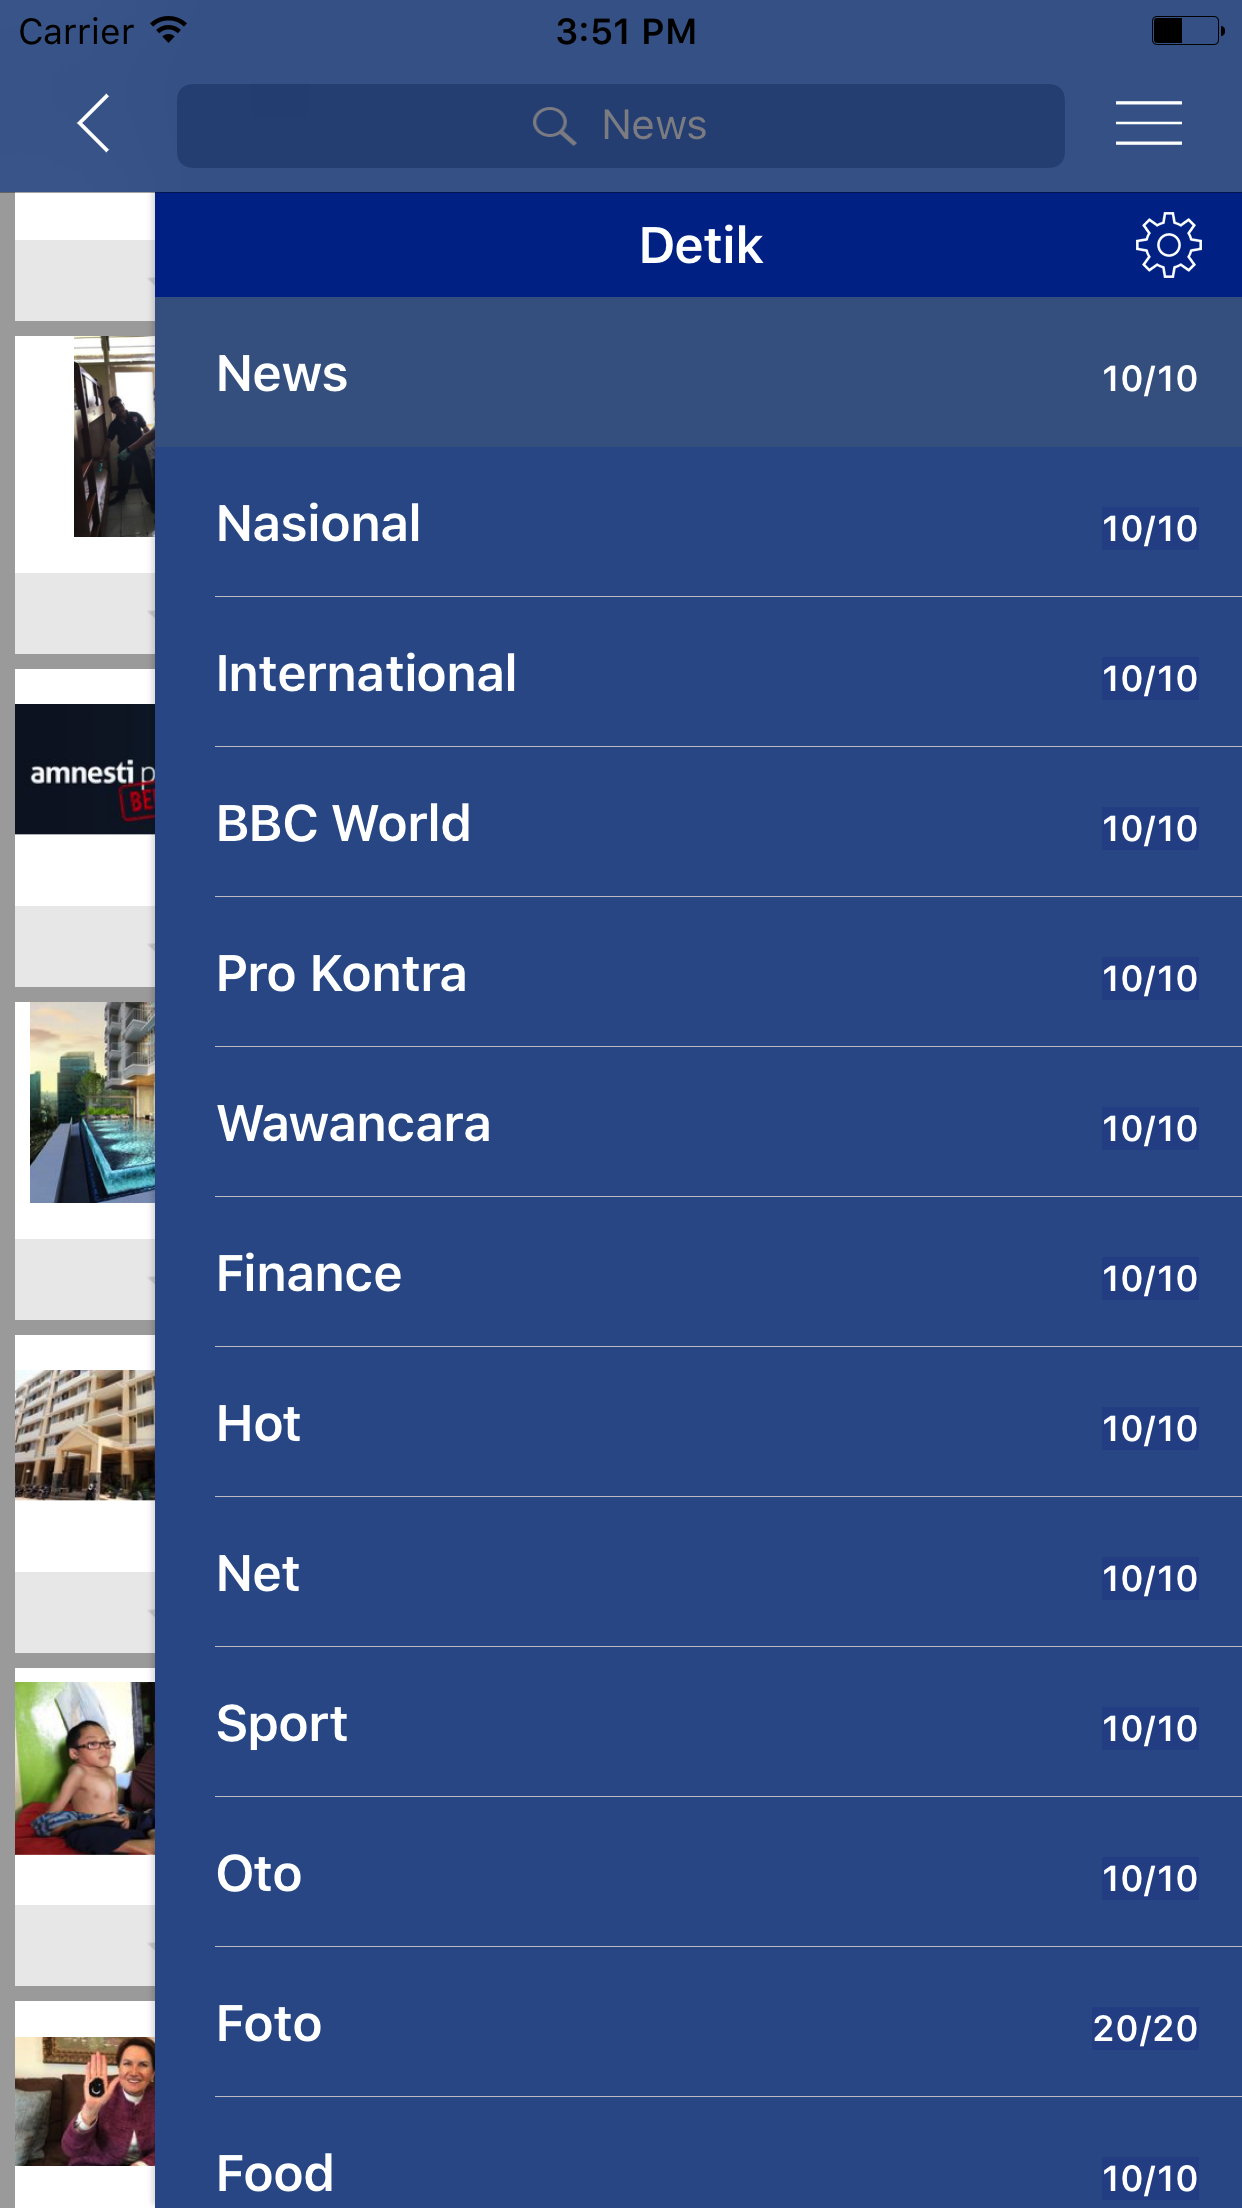 Carrier 3:51 PM
News
Detik
News 10/10
Nasional 10/10
International 10/10
BBC World 10/10
Pro Kontra 10/10
Wawancara 10/10
Finance 10/10
Hot 10/10
Net 10/10
Sport 10/10
Oto 10/10
Foto 20/20
Food 10/10
amnesti p
BE